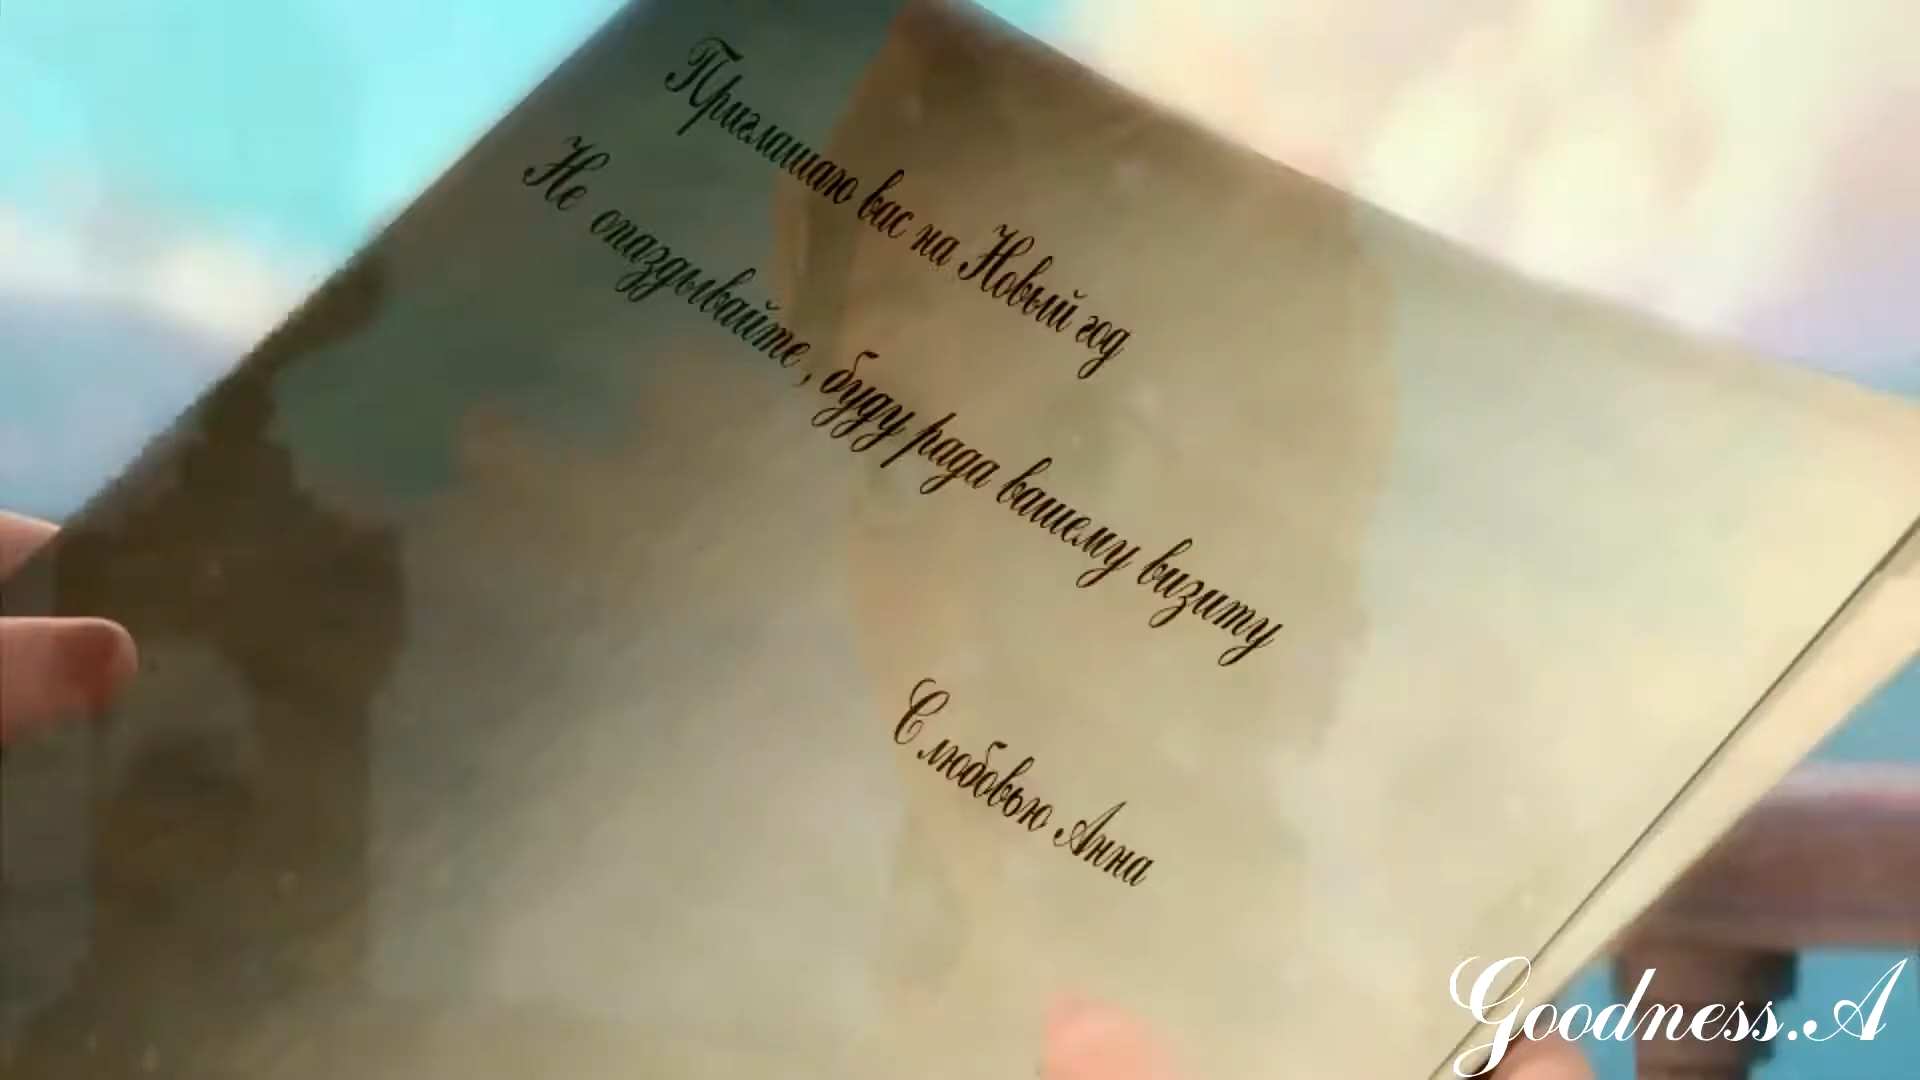 Приглашаю вас на Новый год
Не опаздывайте, буду рада вашему визиту
С любовью Анна
Goodness.A